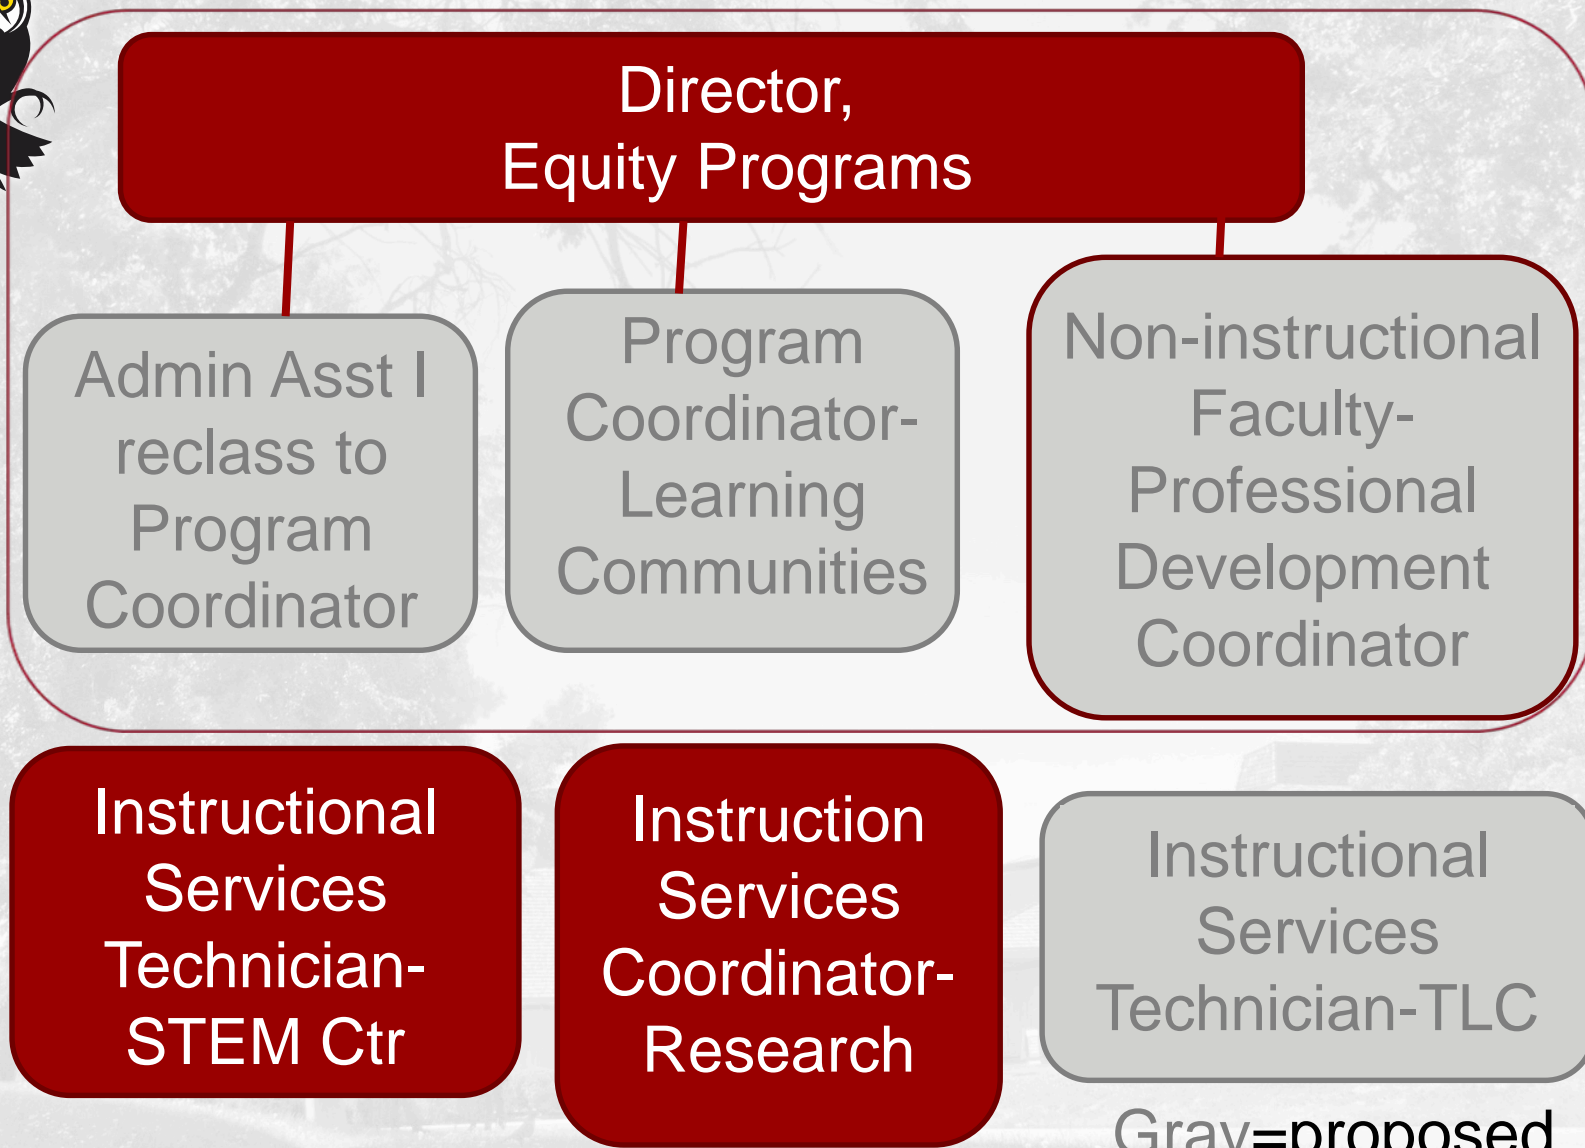 Director,
Equity Programs
Admin Asst I
reclass to
Program
Coordinator
Program
Coordinator-
Learning
Communities
Non-instructional
Faculty-
Professional
Development
Coordinator
Instructional
Services
Technician-
STEM Ctr
Instruction
Services
Coordinator-
Research
Instructional
Services
Technician-TLC
Gray=proposed